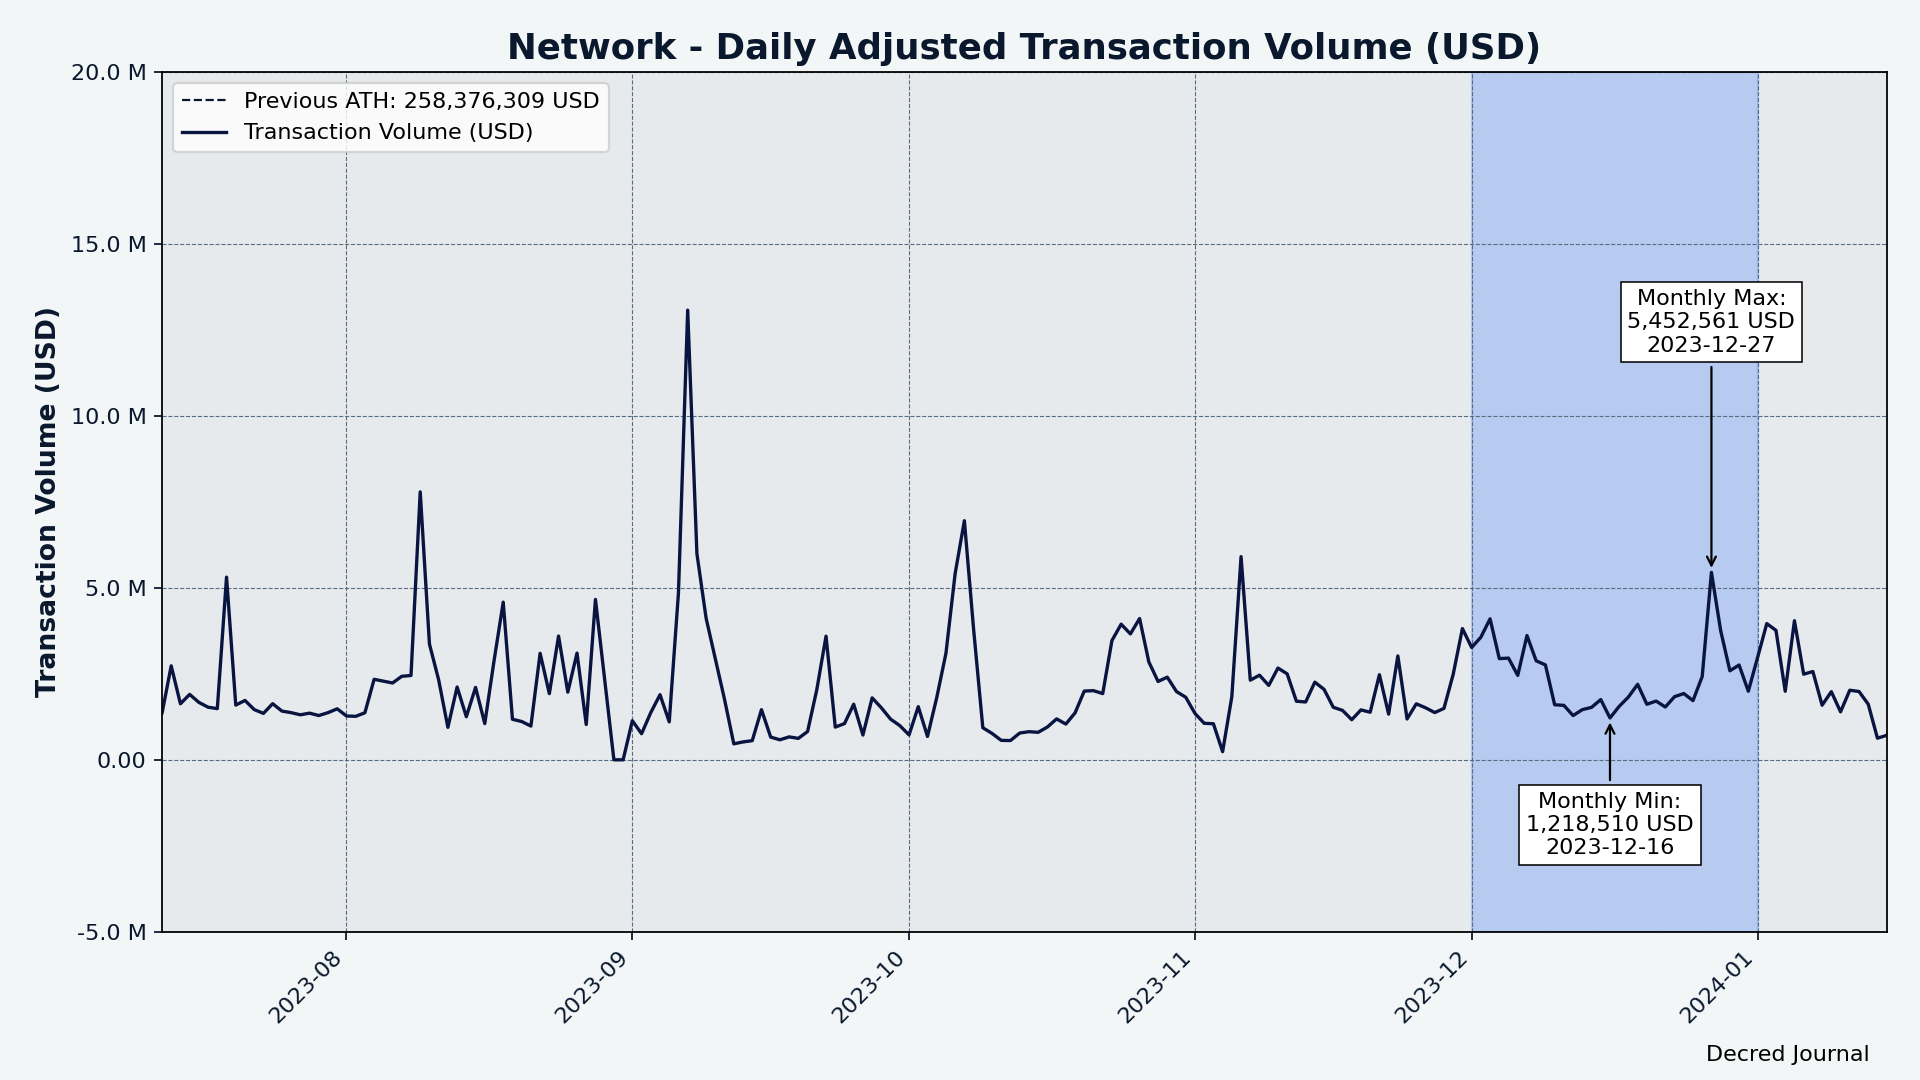 Network - Daily Adjusted Transaction Volume (USD)
Previous ATH: 258,376,309 USD
Transaction Volume (USD)
Transaction Volume (USD)
20.0 M
15.0 M
10.0 M
5.0 M
0.00
-5.0 M
Monthly Max:
5,452,561 USD
2023-12-27
Monthly Min:
1,218,510 USD
2023-12-16
2023-08
2023-09
2023-10
2023-11
2023-12
2024-01
Decred Journal